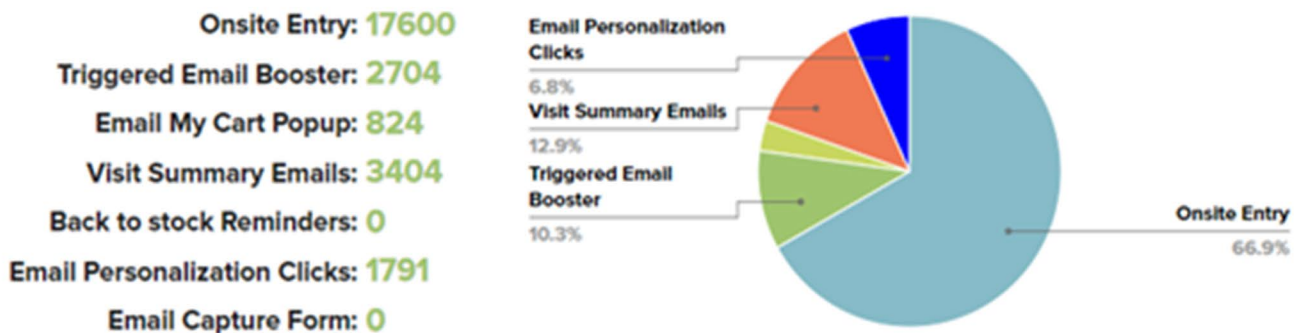 Onsite Entry: 17600
Triggered Email Booster: 2704
Email My Cart Popup: 824
Visit Summary Emails: 3404
Back to stock Reminders: 0
Email Personalization Clicks: 1791
Email Capture Form: 0
Email Personalization
Clicks
6.8%
Visit Summary Emails
12.9%
Triggered Email
Booster
10.3%
Onsite Entry
66.9%